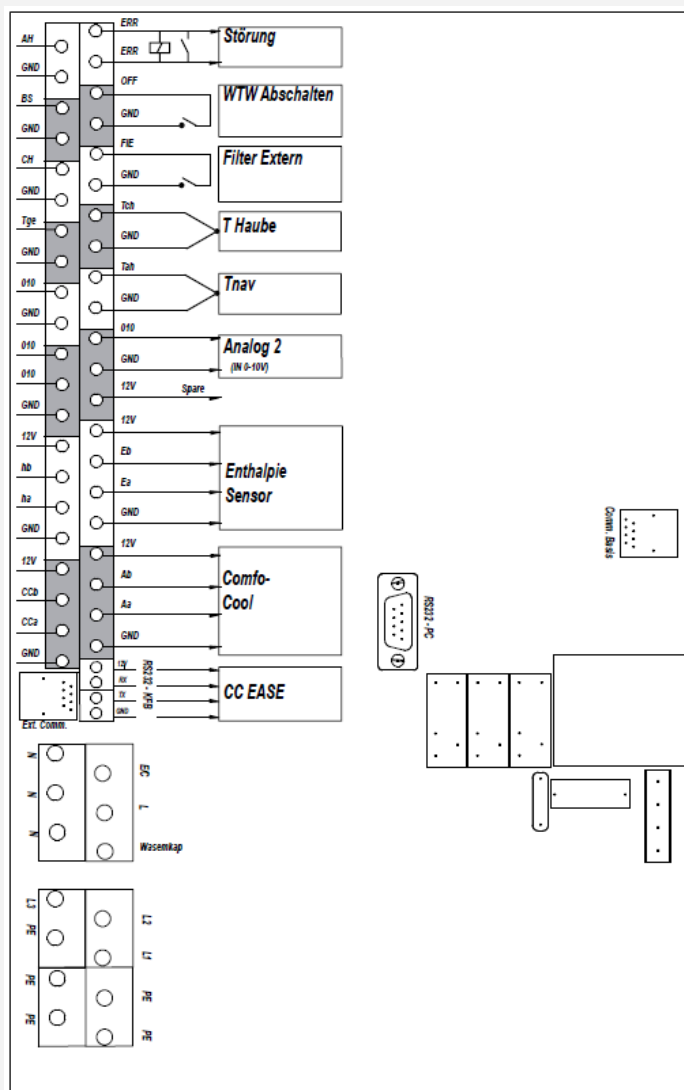 AH
GND
BS
GND
CH
GND
Tge
GND
010
GND
010
010
GND
12V
hb
ha
GND
12V
CCb
CCa
GND
Ext. Comm.
ERR
ERR
OFF
GND
FIE
GND
Tch
GND
Tah
GND
010
GND
12V
Spare
12V
Eb
Ea
GND
12V
Ab
Aa
GND
12V
RX
TX
GND
RS232 - KFB
Störung
WTW Abschalten
Filter Extern
T Haube
Tnav
Analog 2
(IN 0-10V)
Enthalpie
Sensor
Comfo-
Cool
CC EASE
Comm. Basis
RS232 - PC
N
N
N
EC
L
Wasemkap
L3
PE
L2
L1
PE
PE
PE
PE